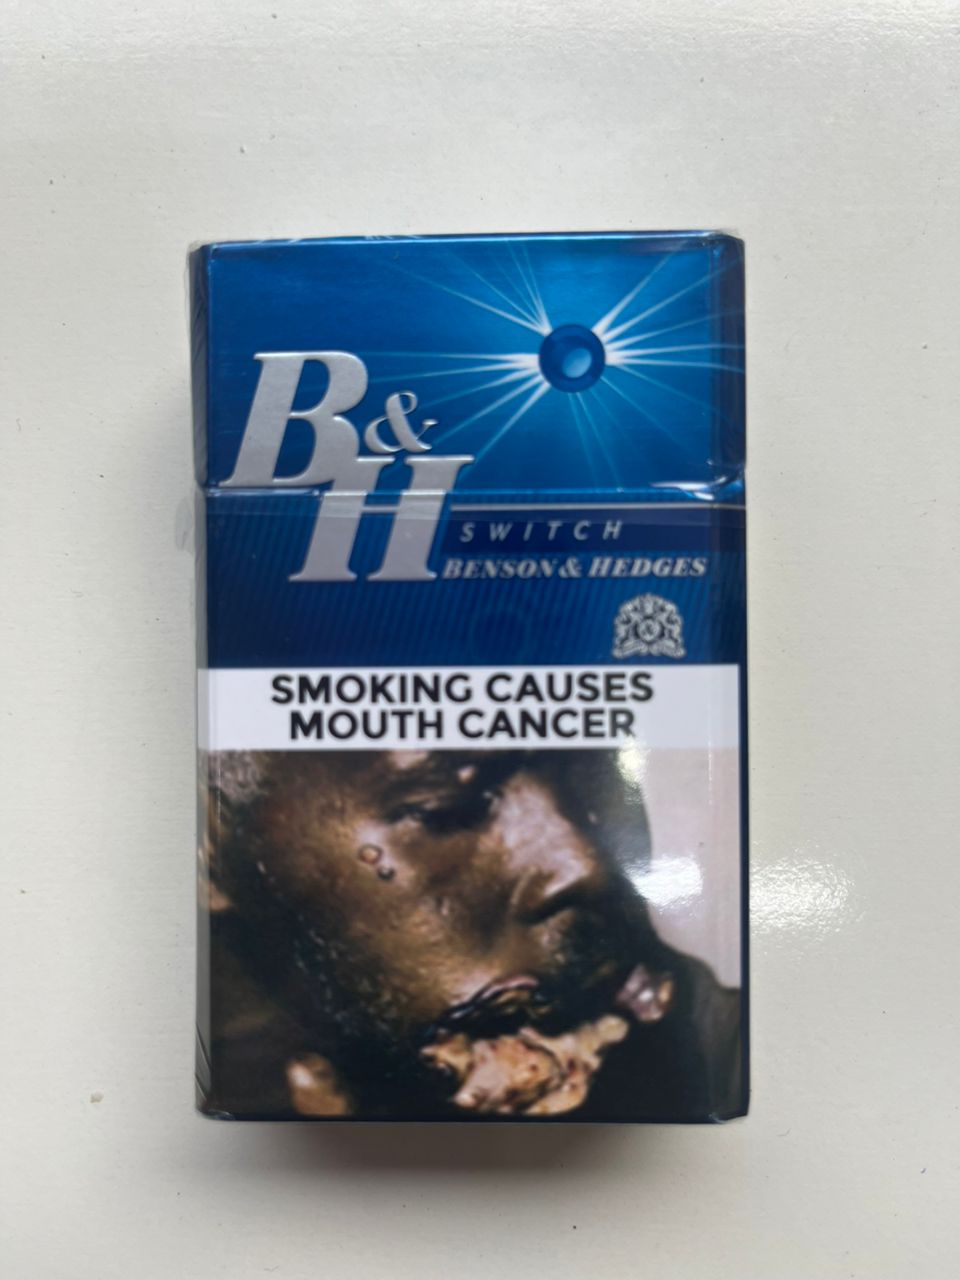 B&H
SWITCH
BENSON & HEDGES
SMOKING CAUSES
MOUTH CANCER